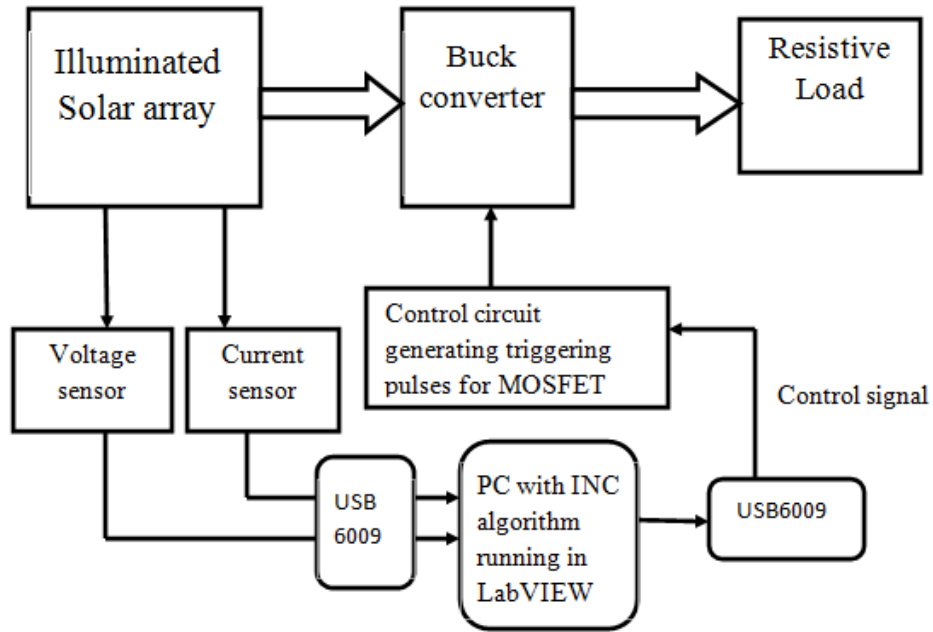 Illuminated
Solar array
Buck
converter
Resistive
Load
Voltage
sensor
Current
sensor
Control circuit
generating triggering
pulses for MOSFET
Control signal
USB
6009
PC with INC
algorithm
running in
LabVIEW
USB6009